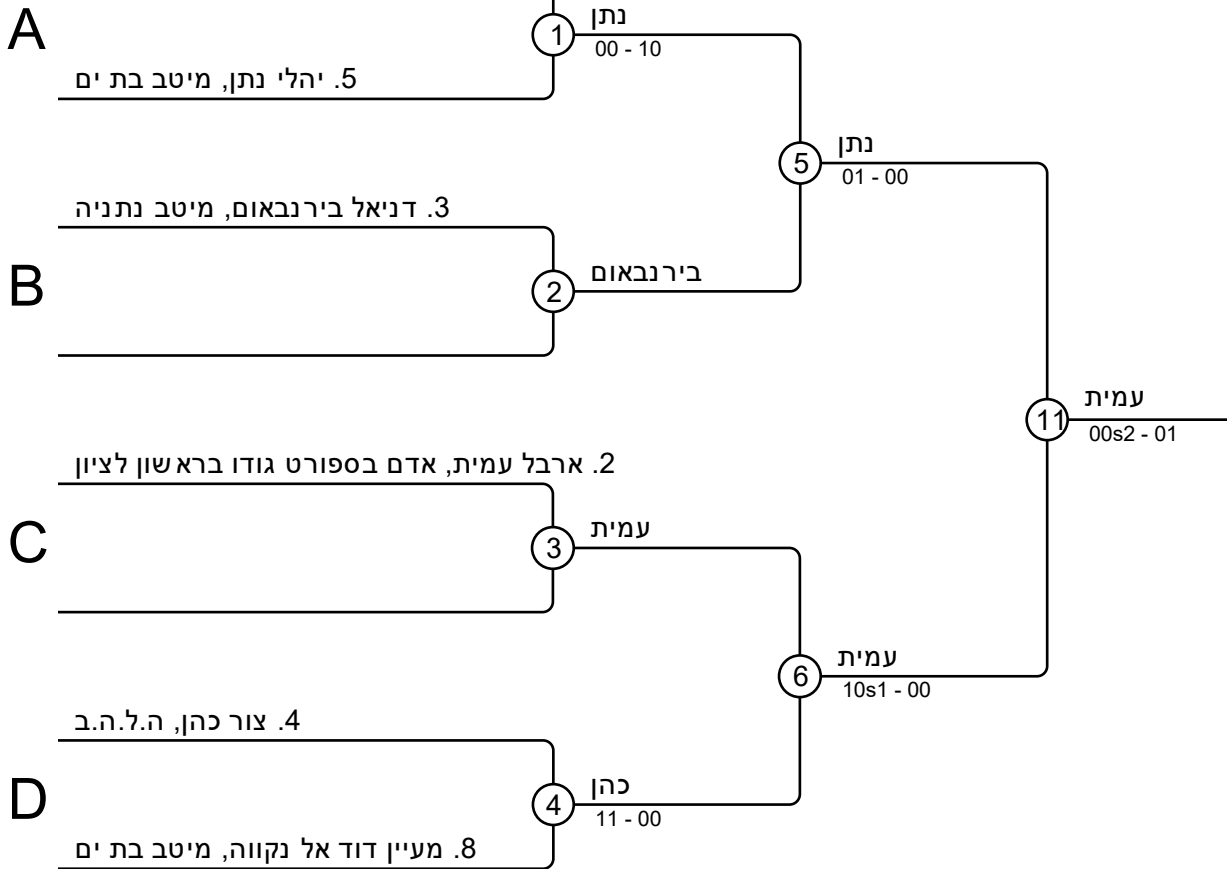 A
1
נתן
00 - 10
5. יהלי נתן, מיטב בת ים
5
נתן
01 - 00
3. דניאל בירנבאום, מיטב נתניה
B
2
בירנבאום
11
עמית
00s2 - 01
2. ארבל עמית, אדם בספורט גודו בראשון לציון
C
3
עמית
6
עמית
10s1 - 00
4. צור כהן, ה.ל.ה.ב
D
4
כהן
11 - 00
8. מעיין דוד אל נקווה, מיטב בת ים